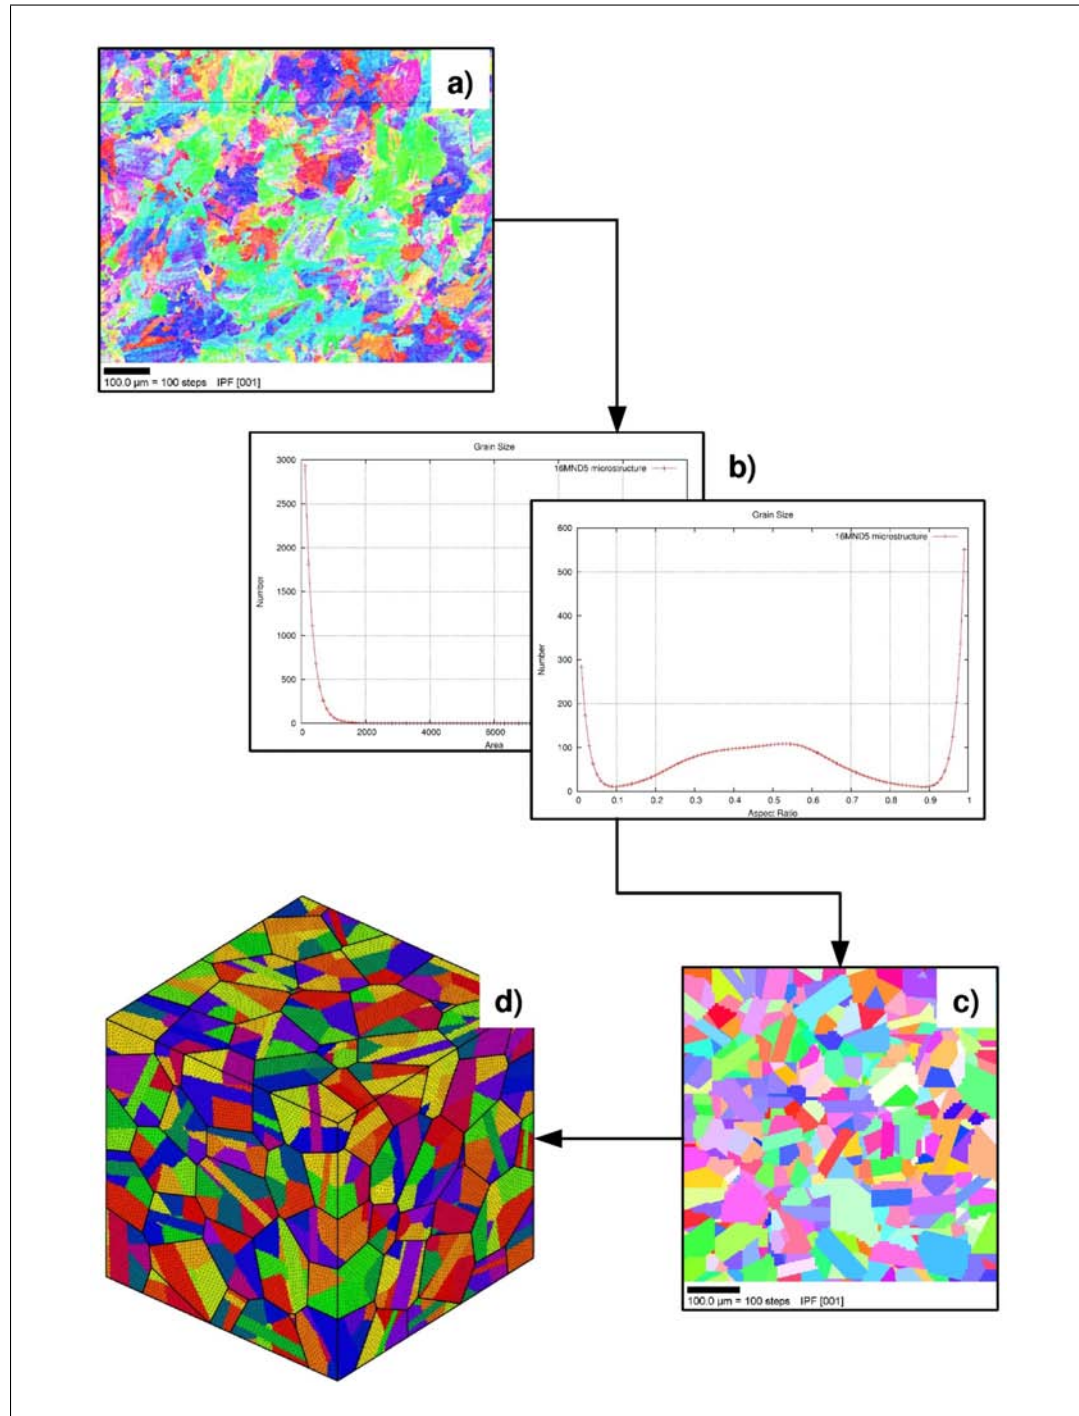 a)
100.0 µm = 100 steps IPF [001]
b)
Grain Size
16MND5 microstructure
3000
2500
2000
1500
1000
500
0
Number
0 2000 4000 6000
Area
Grain Size
16MND5 microstructure
600
500
400
300
200
100
0
Number
0 0.1 0.2 0.3 0.4 0.5 0.6 0.7 0.8 0.9 1
Aspect Ratio
d)
c)
100.0 µm = 100 steps IPF [001]